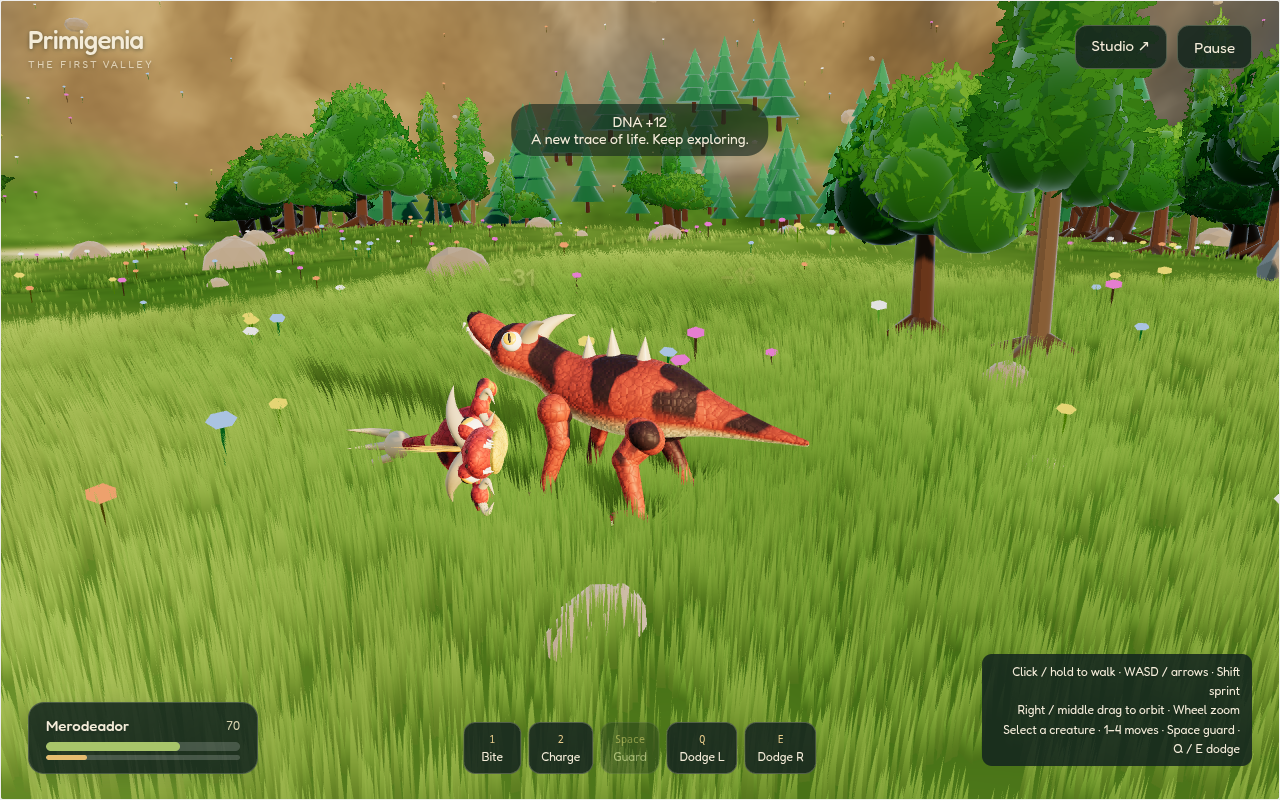 Primigenia
THE FIRST VALLEY
Studio ↗
Pause
DNA +12
A new trace of life. Keep exploring.
−31
Merodeador
70
1
Bite
2
Charge
Space
Guard
Q
Dodge L
E
Dodge R
Click / hold to walk · WASD / arrows · Shift
sprint
Right / middle drag to orbit · Wheel zoom
Select a creature · 1–4 moves · Space guard ·
Q / E dodge